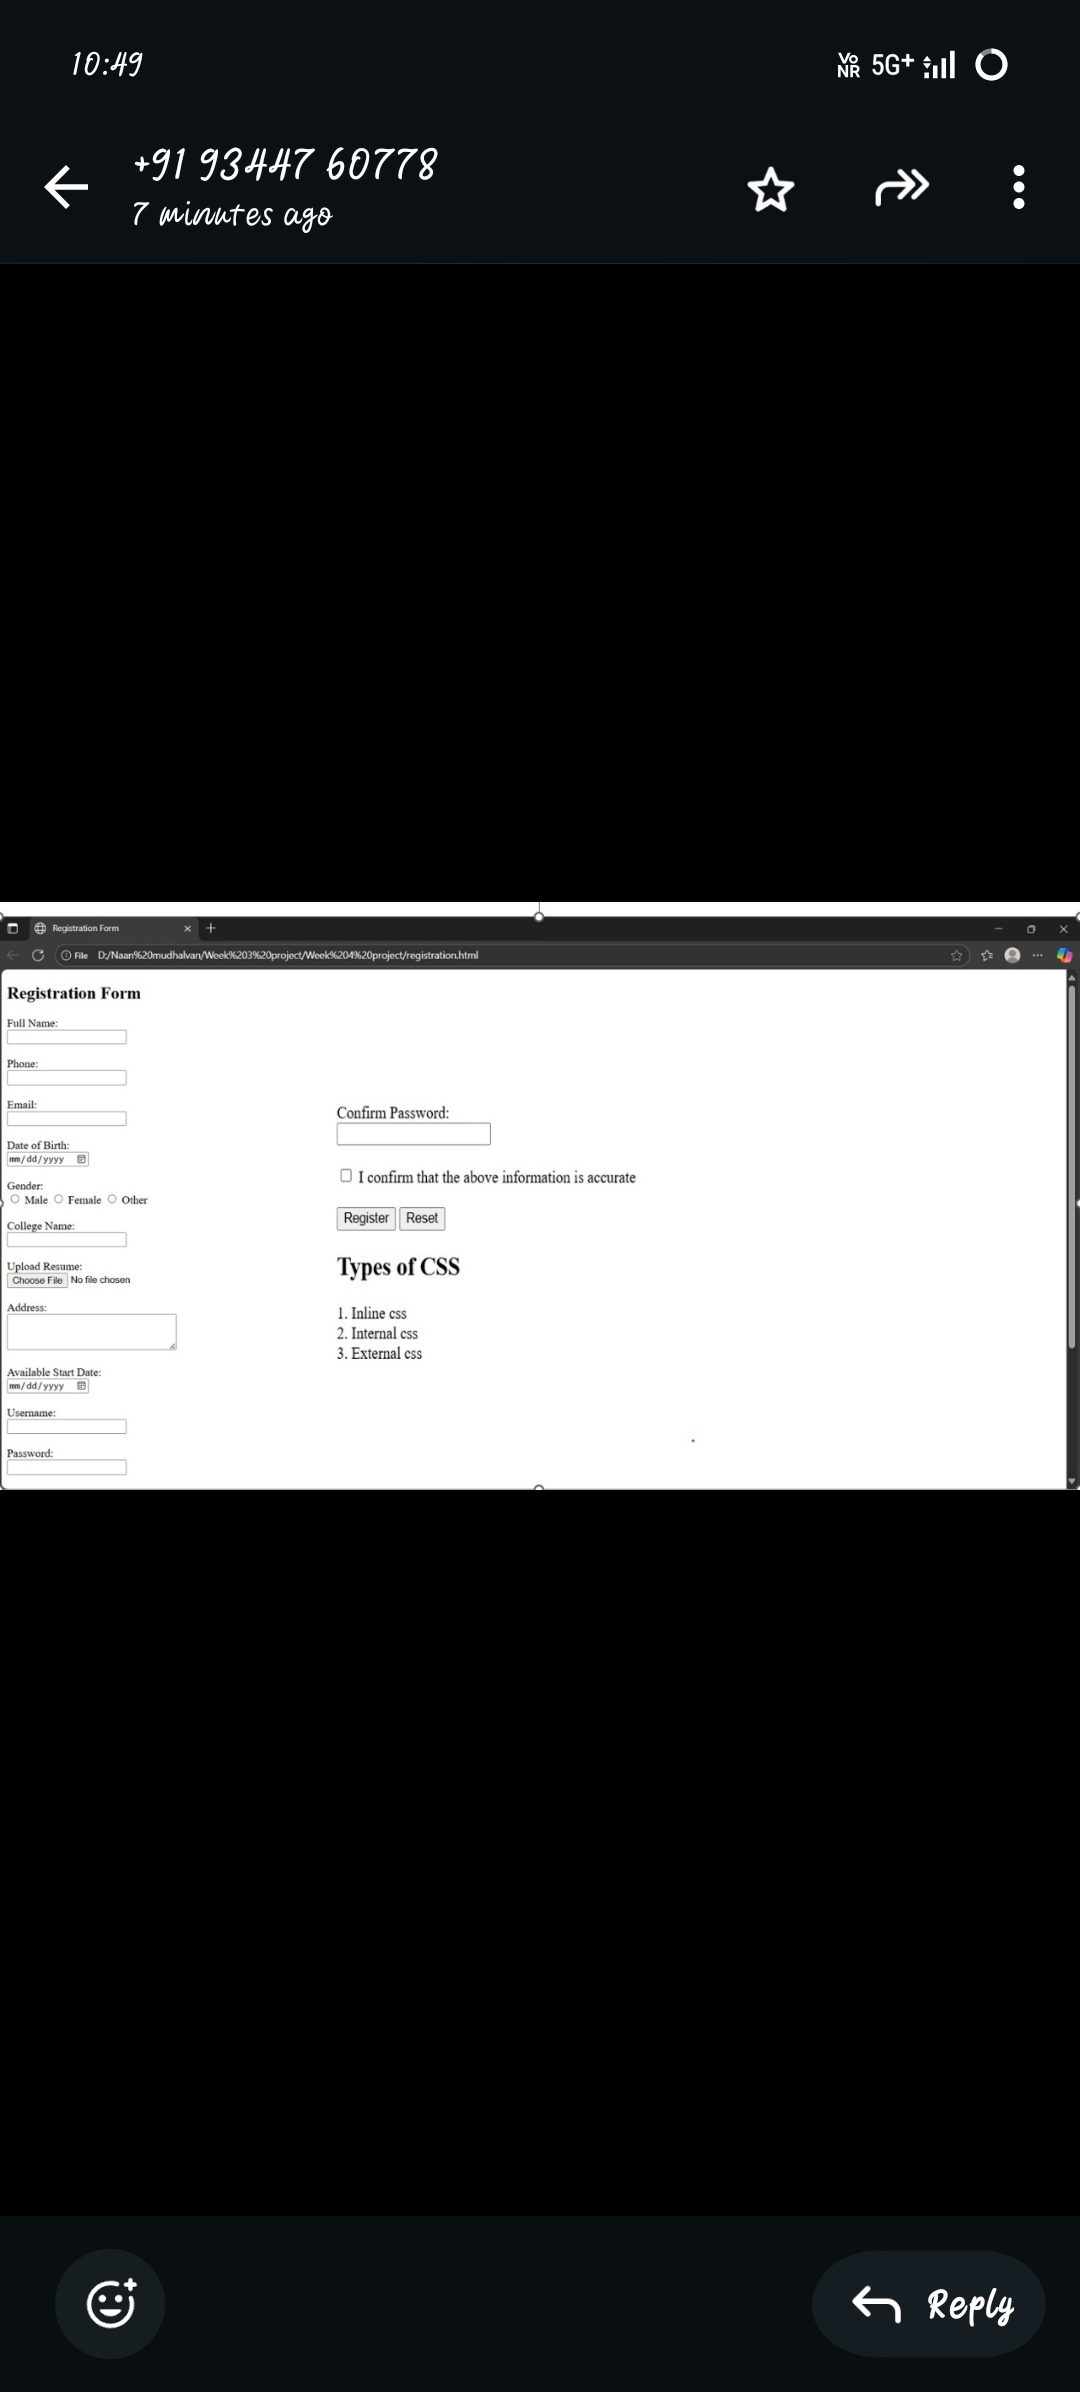 10:49
Vo
NR 5G+
+91 93447 60778
7 minutes ago
Registration Form
File D:/Naan%20mudhalvan/Week%203%20project/Week%204%20project/registration.html
Registration Form
Full Name:
Phone:
Email:
Date of Birth:
mm/dd/yyyy
Gender:
Male Female Other
College Name:
Upload Resume:
Choose File No file chosen
Address:
Available Start Date:
mm/dd/yyyy
Username:
Password:
Confirm Password:
I confirm that the above information is accurate
Register Reset
Types of CSS
1. Inline css
2. Internal css
3. External css
Reply